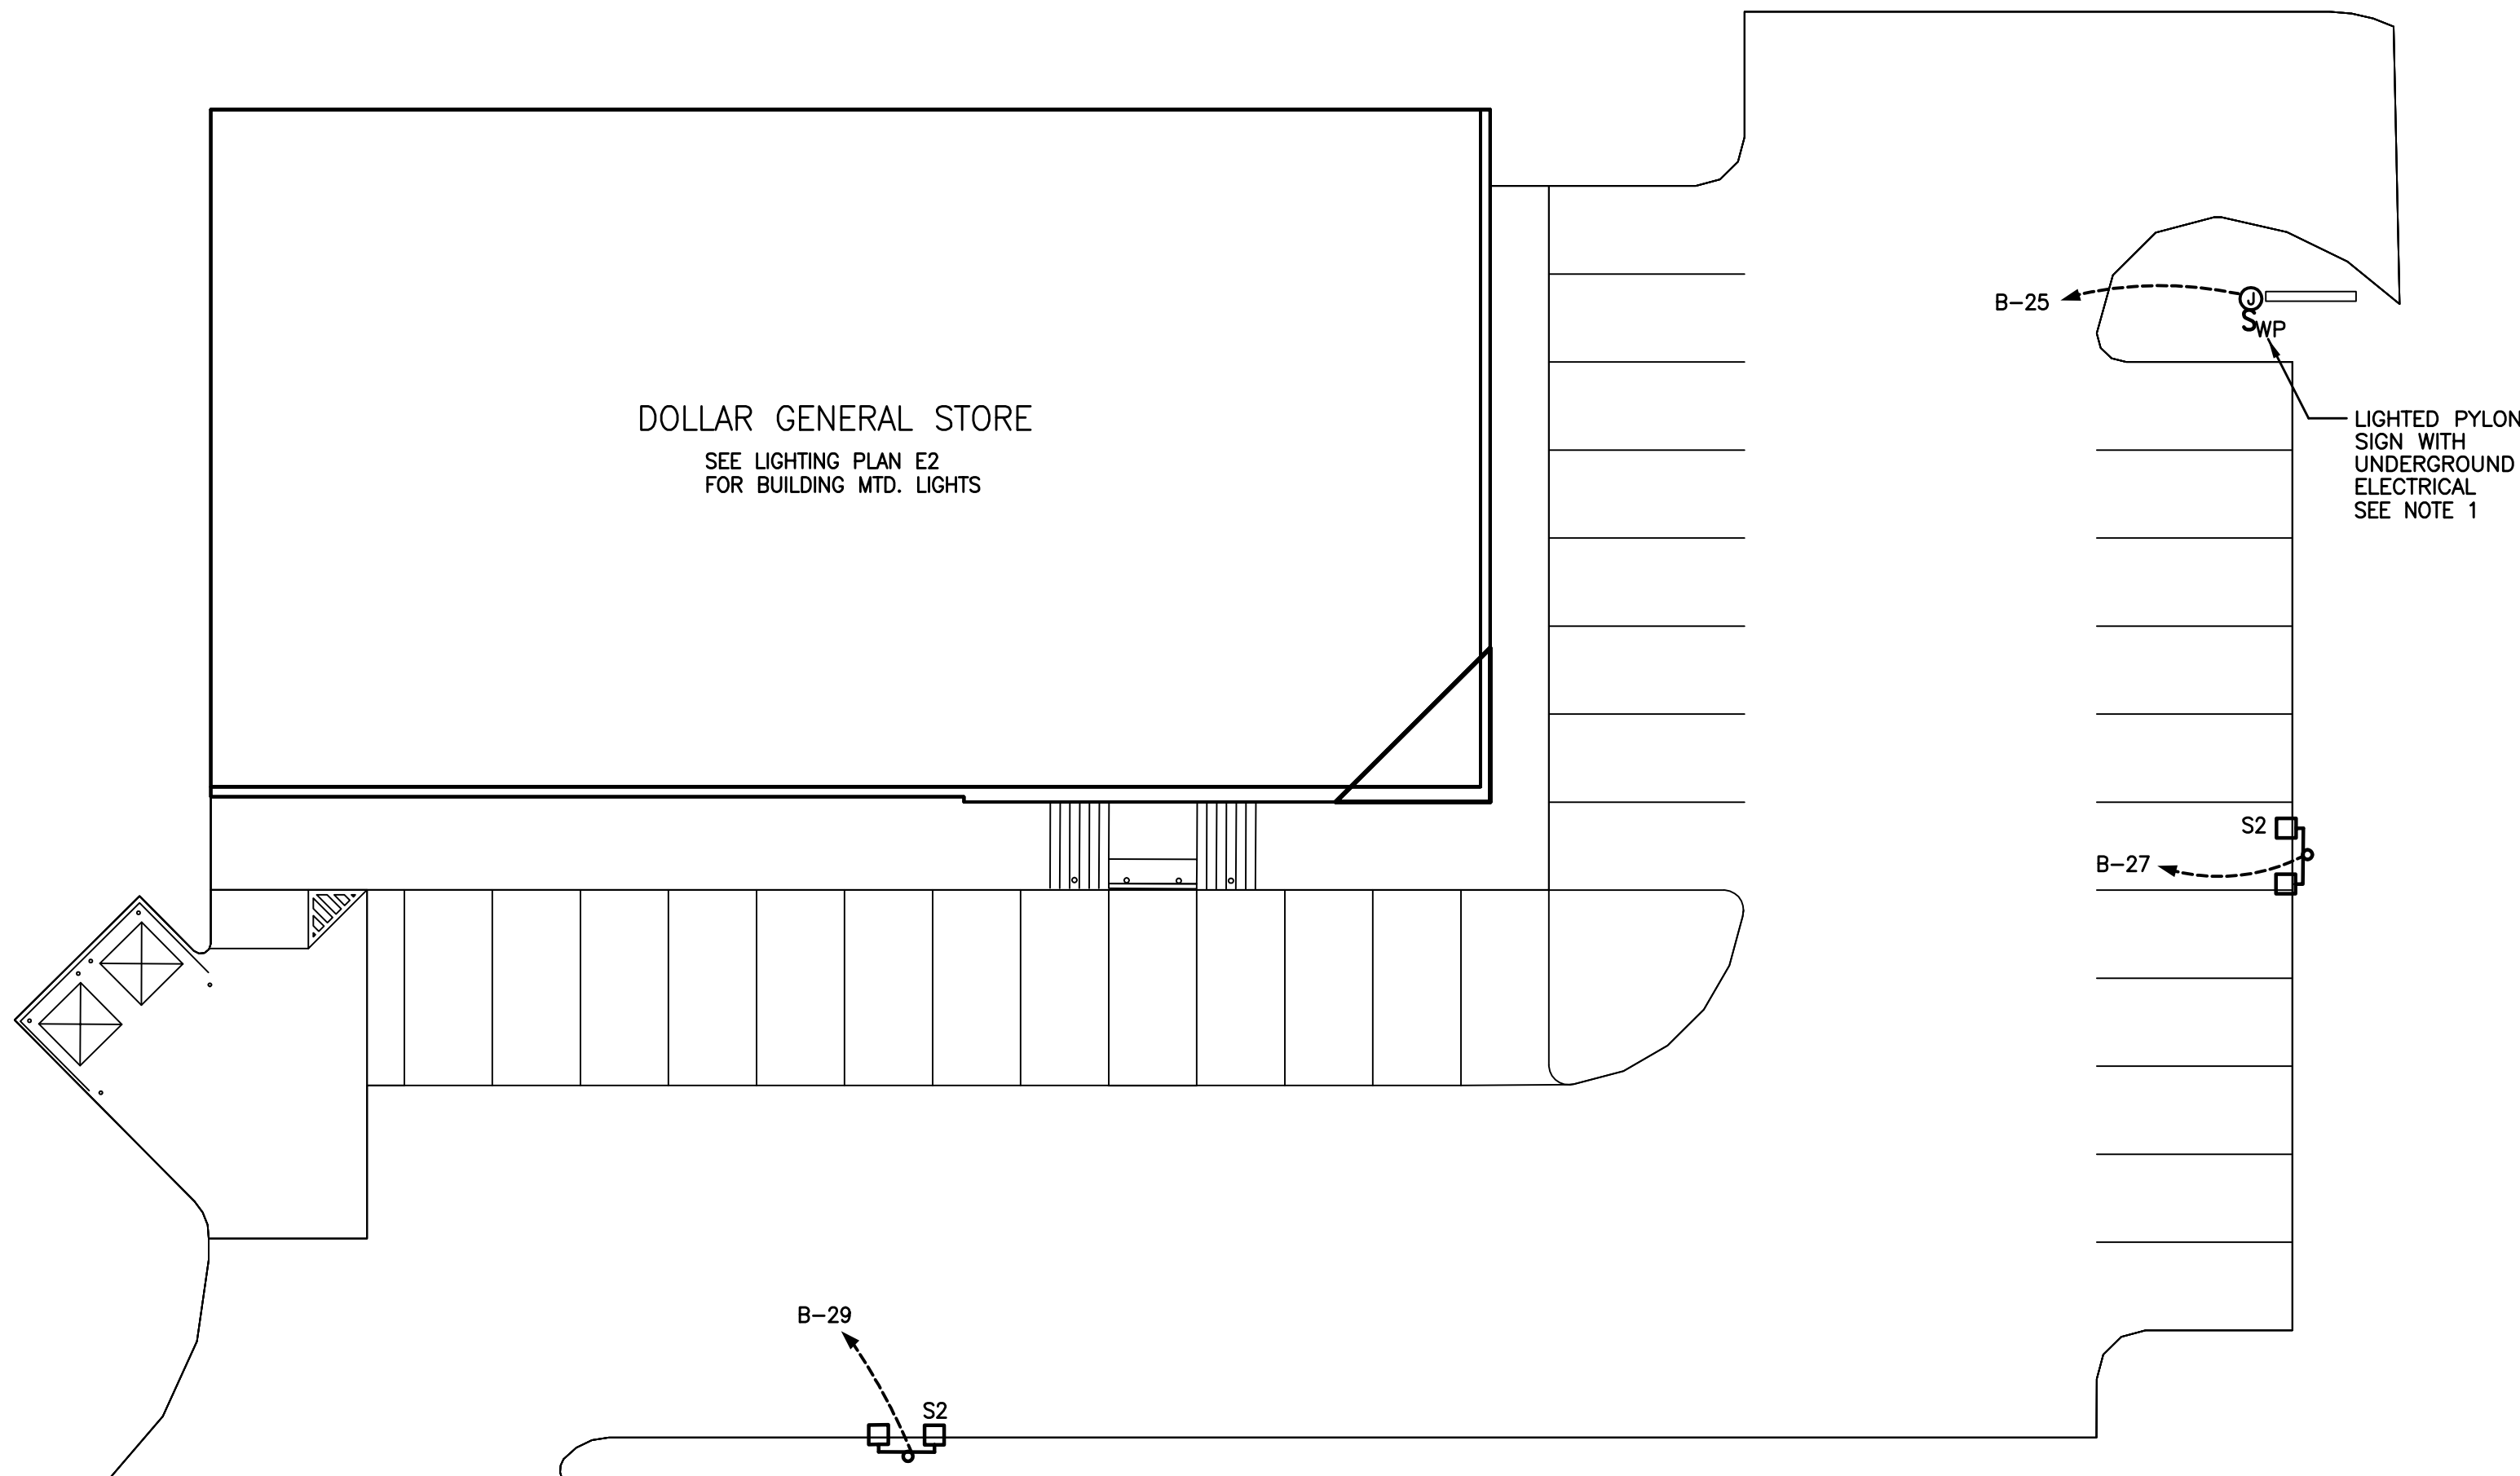 B-25
J
S
WP
DOLLAR GENERAL STORE
SEE LIGHTING PLAN E2
FOR BUILDING MTD. LIGHTS
LIGHTED PYLON
SIGN WITH
UNDERGROUND
ELECTRICAL
SEE NOTE 1
S2
B-27
B-29
S2